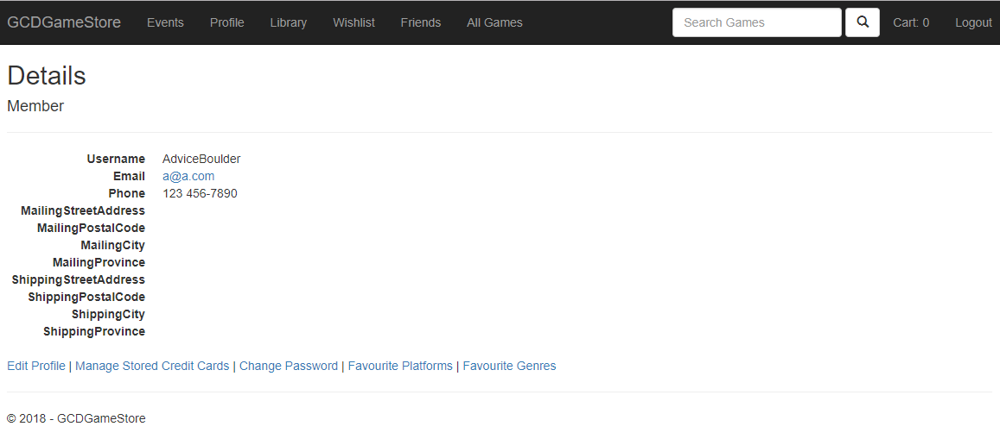 GCDGameStore Events Profile Library Wishlist Friends All Games Search Games Cart: 0 Logout
Details
Member
Username AdviceBoulder
Email a@a.com
Phone 123 456-7890
MailingStreetAddress
MailingPostalCode
MailingCity
MailingProvince
ShippingStreetAddress
ShippingPostalCode
ShippingCity
ShippingProvince
Edit Profile | Manage Stored Credit Cards | Change Password | Favourite Platforms | Favourite Genres
© 2018 - GCDGameStore